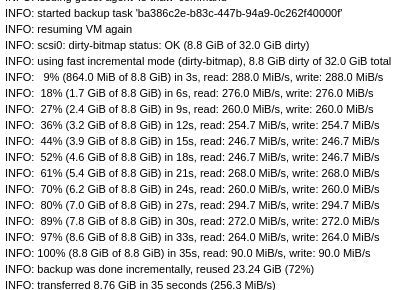 INFO: started backup task 'ba386c2e-b83c-447b-94a9-0c262f40000f'
INFO: resuming VM again
INFO: scsi0: dirty-bitmap status: OK (8.8 GiB of 32.0 GiB dirty)
INFO: using fast incremental mode (dirty-bitmap), 8.8 GiB dirty of 32.0 GiB total
INFO: 9% (864.0 MiB of 8.8 GiB) in 3s, read: 288.0 MiB/s, write: 288.0 MiB/s
INFO: 18% (1.7 GiB of 8.8 GiB) in 6s, read: 276.0 MiB/s, write: 276.0 MiB/s
INFO: 27% (2.4 GiB of 8.8 GiB) in 9s, read: 260.0 MiB/s, write: 260.0 MiB/s
INFO: 36% (3.2 GiB of 8.8 GiB) in 12s, read: 254.7 MiB/s, write: 254.7 MiB/s
INFO: 44% (3.9 GiB of 8.8 GiB) in 15s, read: 246.7 MiB/s, write: 246.7 MiB/s
INFO: 52% (4.6 GiB of 8.8 GiB) in 18s, read: 246.7 MiB/s, write: 246.7 MiB/s
INFO: 61% (5.4 GiB of 8.8 GiB) in 21s, read: 268.0 MiB/s, write: 268.0 MiB/s
INFO: 70% (6.2 GiB of 8.8 GiB) in 24s, read: 260.0 MiB/s, write: 260.0 MiB/s
INFO: 80% (7.0 GiB of 8.8 GiB) in 27s, read: 294.7 MiB/s, write: 294.7 MiB/s
INFO: 89% (7.8 GiB of 8.8 GiB) in 30s, read: 272.0 MiB/s, write: 272.0 MiB/s
INFO: 97% (8.6 GiB of 8.8 GiB) in 33s, read: 264.0 MiB/s, write: 264.0 MiB/s
INFO: 100% (8.8 GiB of 8.8 GiB) in 35s, read: 90.0 MiB/s, write: 90.0 MiB/s
INFO: backup was done incrementally, reused 23.24 GiB (72%)
INFO: transferred 8.76 GiB in 35 seconds (256.3 MiB/s)